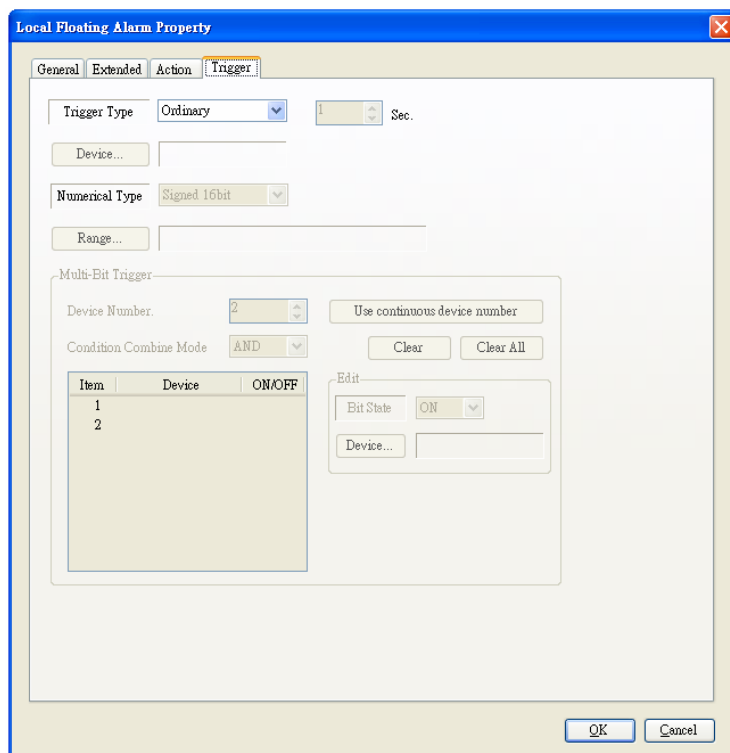 Local Floating Alarm Property
General Extended Action Trigger
Trigger Type Ordinary 1 Sec.
Device...
Numerical Type Signed 16bit
Range...
Multi-Bit Trigger
Device Number. 2 Use continuous device number
Condition Combine Mode AND Clear Clear All
Item Device ON/OFF
Edit
1
Bit State ON
2
Device...
OK Cancel